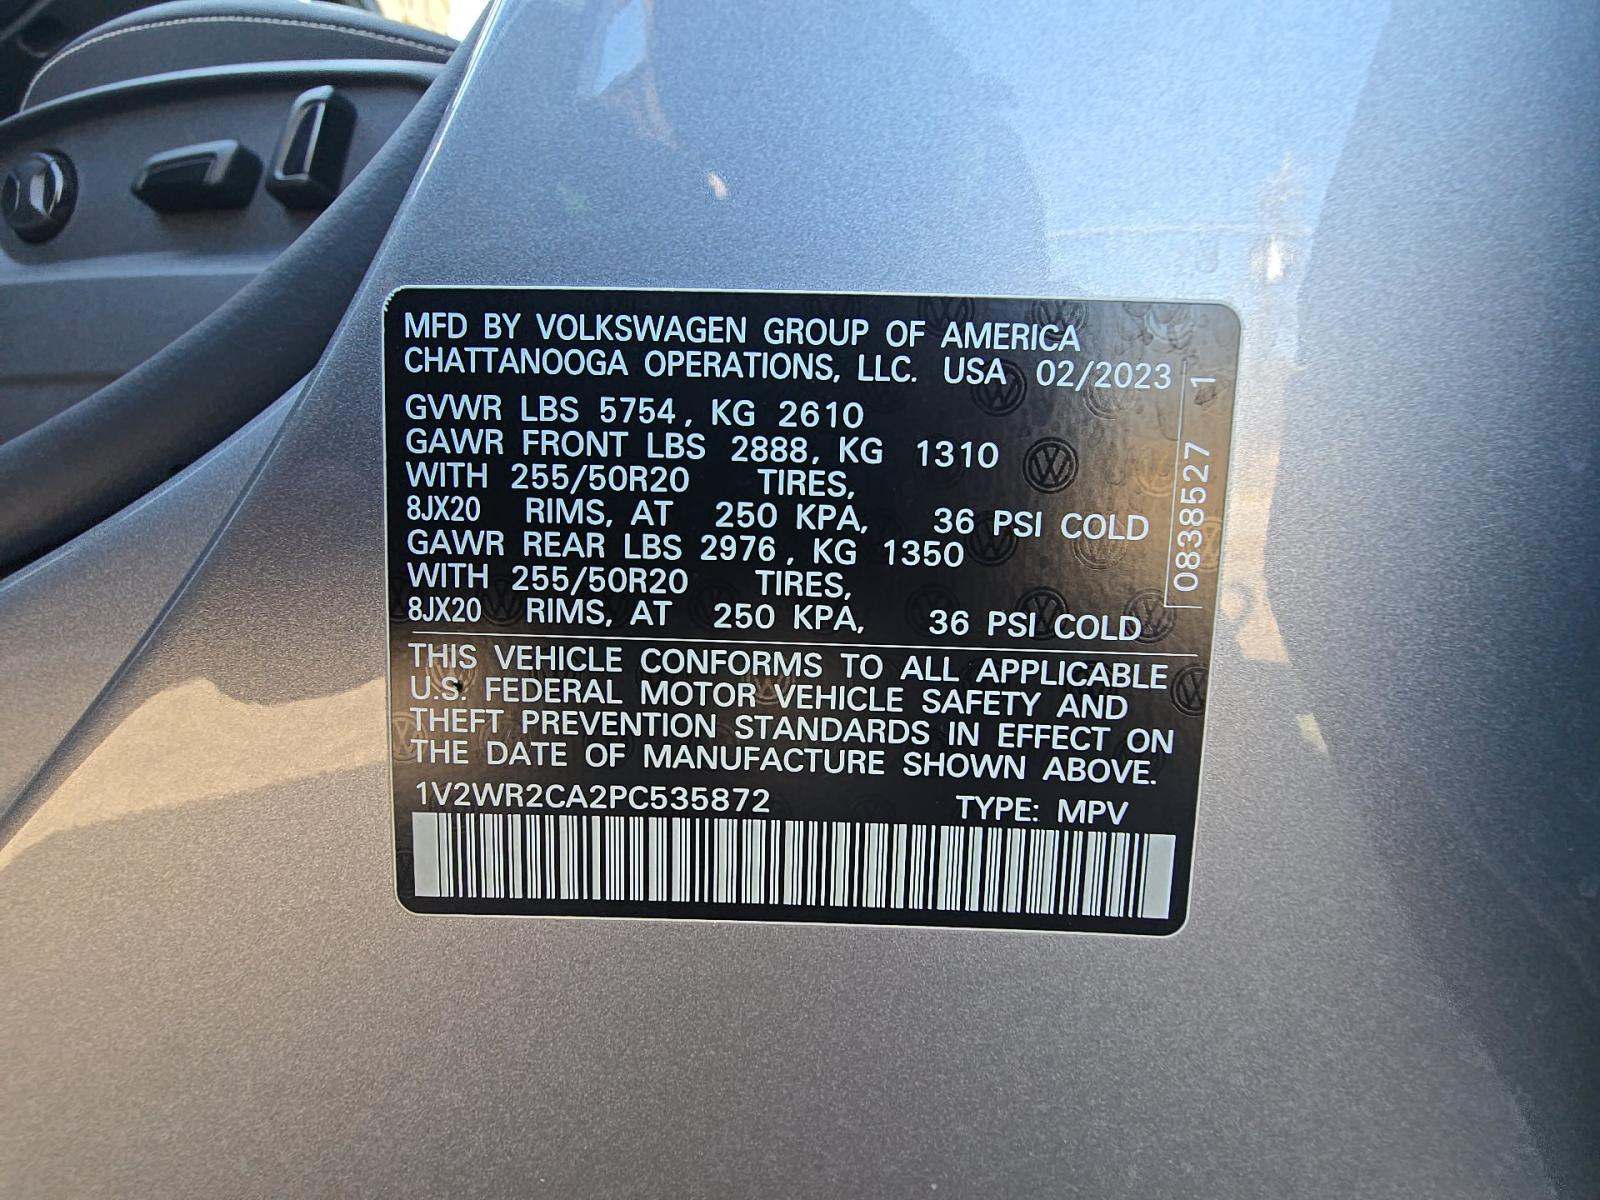 MFD BY VOLKSWAGEN GROUP OF AMERICA
CHATTANOOGA OPERATIONS, LLC. USA 02/2023
GVWR LBS 5754, KG 2610
GAWR FRONT LBS 2888, KG 1310
WITH 255/50R20 TIRES,
8JX20 RIMS, AT 250 KPA, 36 PSI COLD
GAWR REAR LBS 2976, KG 1350
WITH 255/50R20 TIRES,
8JX20 RIMS, AT 250 KPA, 36 PSI COLD
0838527 1
THIS VEHICLE CONFORMS TO ALL APPLICABLE
U.S. FEDERAL MOTOR VEHICLE SAFETY AND
THEFT PREVENTION STANDARDS IN EFFECT ON
THE DATE OF MANUFACTURE SHOWN ABOVE.
1V2WR2CA2PC535872 TYPE: MPV